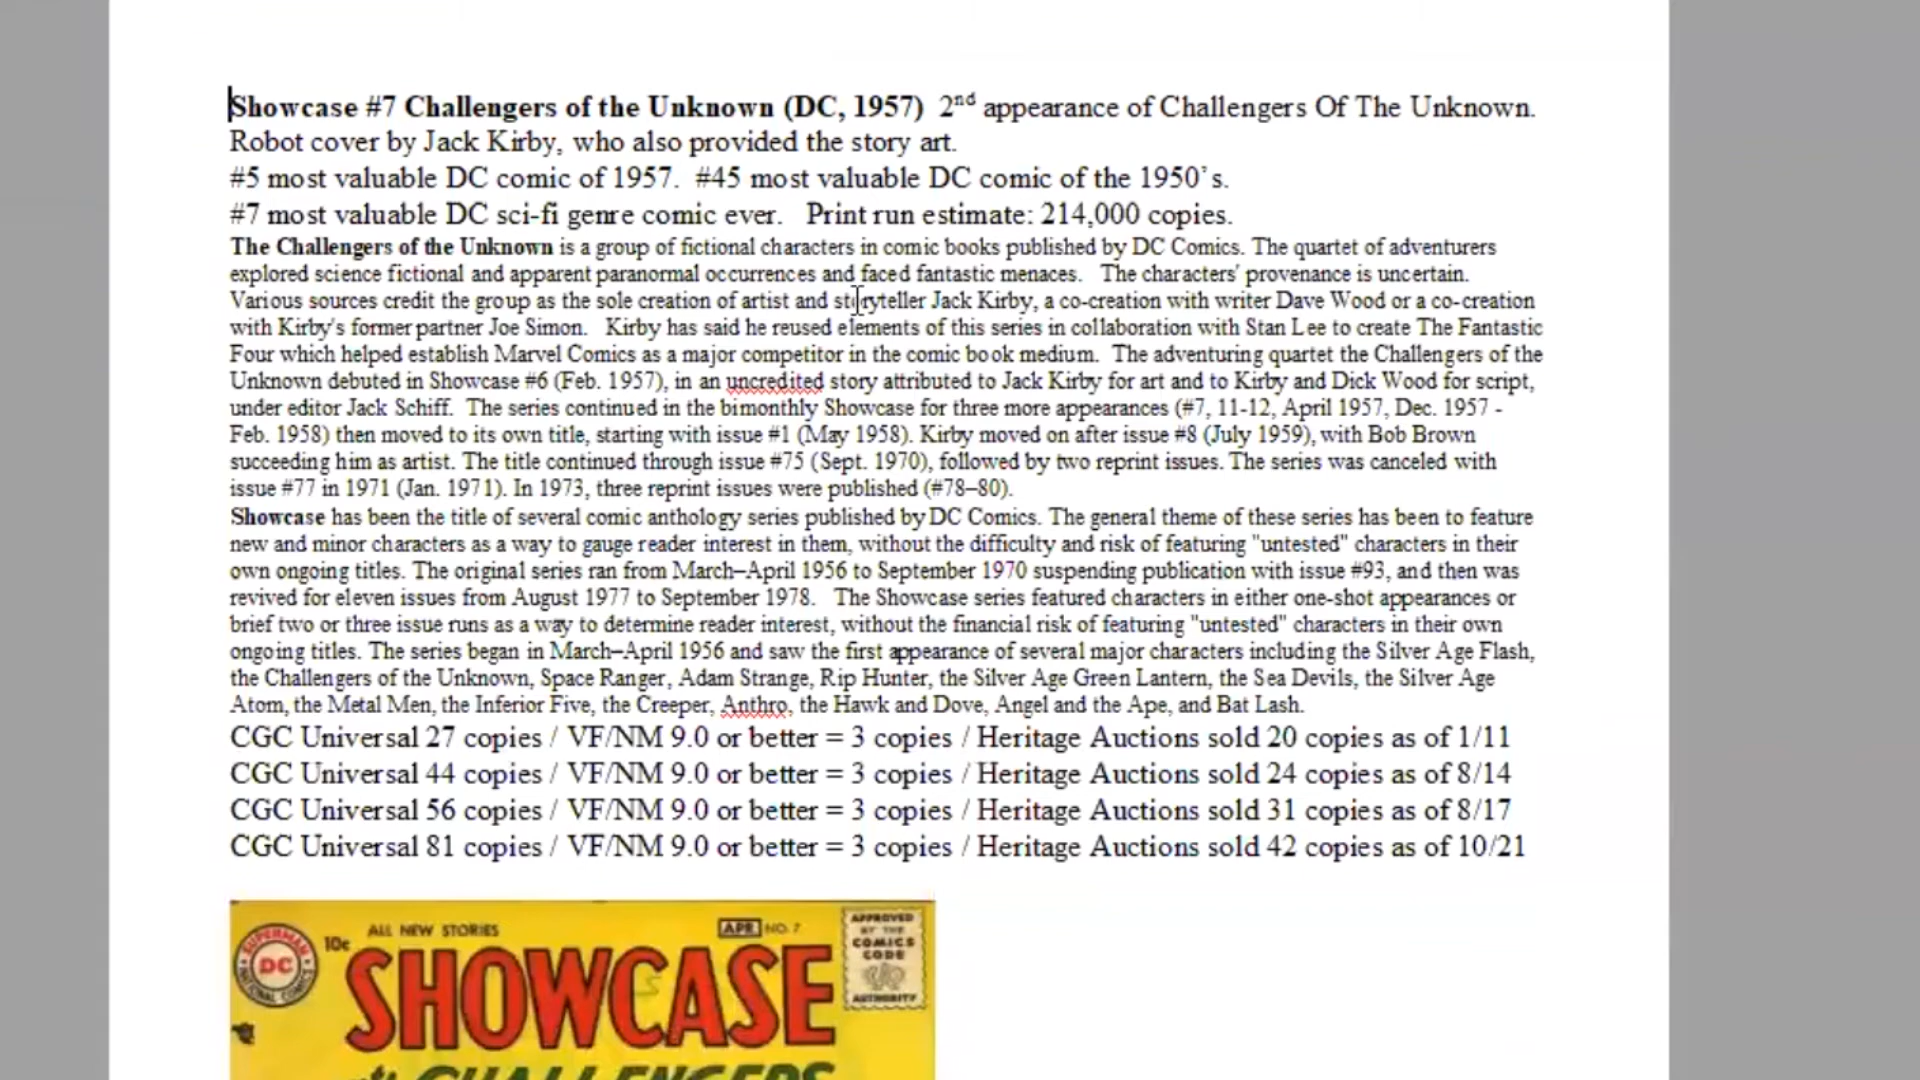 Showcase #7 Challengers of the Unknown (DC, 1957)  2nd appearance of Challengers Of The Unknown.
Robot cover by Jack Kirby, who also provided the story art.
#5 most valuable DC comic of 1957.  #45 most valuable DC comic of the 1950's.
#7 most valuable DC sci-fi genre comic ever.   Print run estimate: 214,000 copies.
The Challengers of the Unknown is a group of fictional characters in comic books published by DC Comics. The quartet of adventurers
explored science fictional and apparent paranormal occurrences and faced fantastic menaces.   The characters' provenance is uncertain.
Various sources credit the group as the sole creation of artist and storyteller Jack Kirby, a co-creation with writer Dave Wood or a co-creation
with Kirby's former partner Joe Simon.   Kirby has said he reused elements of this series in collaboration with Stan Lee to create The Fantastic
Four which helped establish Marvel Comics as a major competitor in the comic book medium.  The adventuring quartet the Challengers of the
Unknown debuted in Showcase #6 (Feb. 1957), in an uncredited story attributed to Jack Kirby for art and to Kirby and Dick Wood for script,
under editor Jack Schiff.  The series continued in the bimonthly Showcase for three more appearances (#7, 11-12, April 1957, Dec. 1957 -
Feb. 1958) then moved to its own title, starting with issue #1 (May 1958). Kirby moved on after issue #8 (July 1959), with Bob Brown
succeeding him as artist. The title continued through issue #75 (Sept. 1970), followed by two reprint issues. The series was canceled with
issue #77 in 1971 (Jan. 1971). In 1973, three reprint issues were published (#78–80).
Showcase has been the title of several comic anthology series published by DC Comics. The general theme of these series has been to feature
new and minor characters as a way to gauge reader interest in them, without the difficulty and risk of featuring "untested" characters in their
own ongoing titles. The original series ran from March–April 1956 to September 1970 suspending publication with issue #93, and then was
revived for eleven issues from August 1977 to September 1978.   The Showcase series featured characters in either one-shot appearances or
brief two or three issue runs as a way to determine reader interest, without the financial risk of featuring "untested" characters in their own
ongoing titles. The series began in March–April 1956 and saw the first appearance of several major characters including the Silver Age Flash,
the Challengers of the Unknown, Space Ranger, Adam Strange, Rip Hunter, the Silver Age Green Lantern, the Sea Devils, the Silver Age
Atom, the Metal Men, the Inferior Five, the Creeper, Anthro, the Hawk and Dove, Angel and the Ape, and Bat Lash.
CGC Universal 27 copies / VF/NM 9.0 or better = 3 copies / Heritage Auctions sold 20 copies as of 1/11
CGC Universal 44 copies / VF/NM 9.0 or better = 3 copies / Heritage Auctions sold 24 copies as of 8/14
CGC Universal 56 copies / VF/NM 9.0 or better = 3 copies / Heritage Auctions sold 31 copies as of 8/17
CGC Universal 81 copies / VF/NM 9.0 or better = 3 copies / Heritage Auctions sold 42 copies as of 10/21
SUPERMAN
DC
NATIONAL COMICS
10¢
ALL NEW STORIES
APR. NO. 7
APPROVED
BY THE
COMICS
CODE
AUTHORITY
SHOWCASE
CHALLENGERS